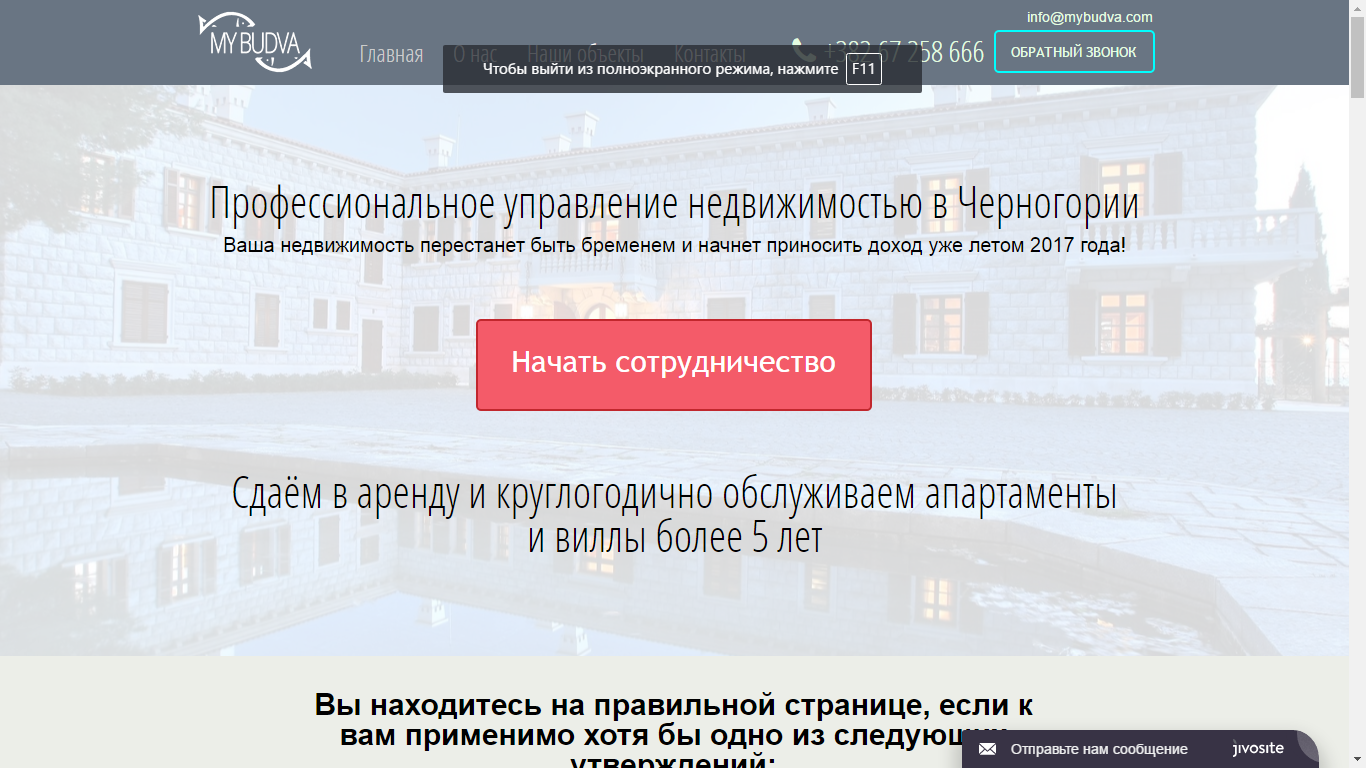 MY BUDVA
Главная
О нас
Наши объекты
Контакты
+382 67 258 666
info@mybudva.com
ОБРАТНЫЙ ЗВОНОК
Чтобы выйти из полноэкранного режима, нажмите F11
Профессиональное управление недвижимостью в Черногории
Ваша недвижимость перестанет быть бременем и начнет приносить доход уже летом 2017 года!
Начать сотрудничество
Сдаём в аренду и круглогодично обслуживаем апартаменты
и виллы более 5 лет
Вы находитесь на правильной странице, если к
вам применимо хотя бы одно из следующих
утверждений:
Отправьте нам сообщение
jivosite